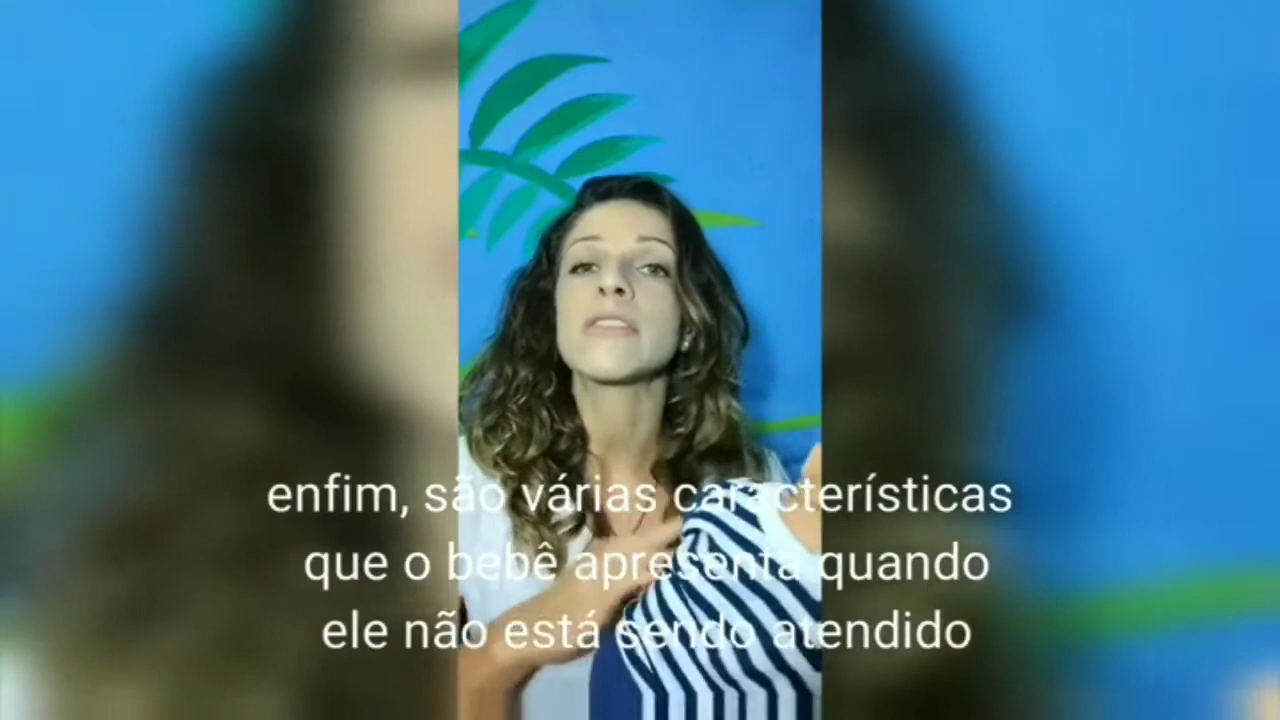 enfim, são várias características
que o bebê apresenta quando
ele não está sendo atendido